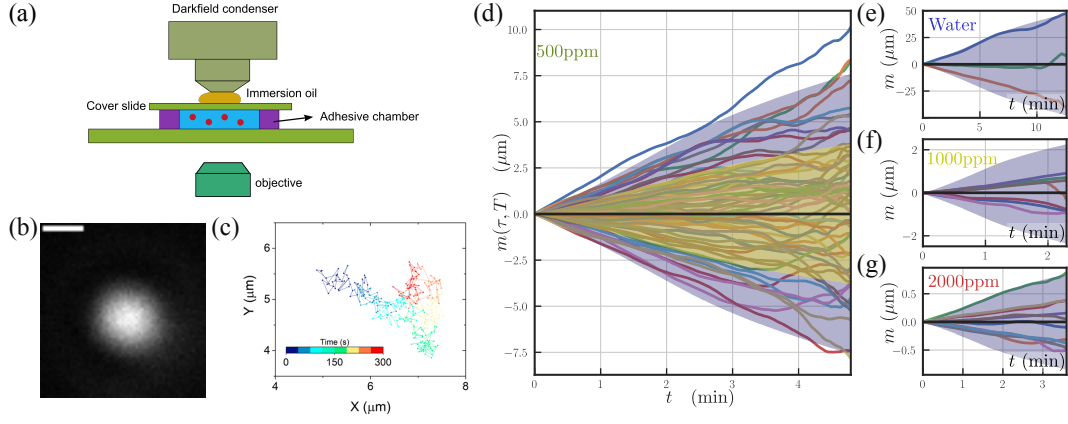 (a)
Darkfield condenser
Immersion oil
Cover slide
Adhesive chamber
objective
(b)
(c)
Y (μm)
6
5
4
Time (s)
0 150 300
4 6 8
X (μm)
(d)
500ppm
m(τ, T) (μm)
10.0
7.5
5.0
2.5
0.0
−2.5
−5.0
−7.5
0 1 2 3 4
t (min)
(e)
Water
m (μm)
50
25
0
−25
t (min)
0 5 10
(f)
1000ppm
m (μm)
2
0
−2
t (min)
0 1 2
(g)
2000ppm
m (μm)
0.5
0.0
−0.5
t (min)
0 1 2 3